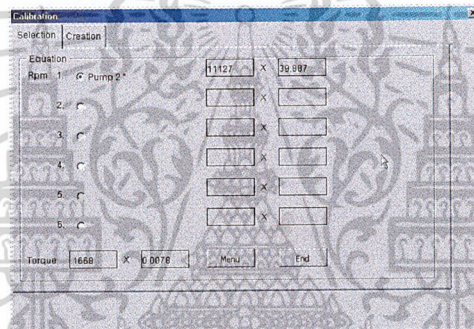 Calibration
Selection Creation
Equation
Rpm 1. Pump 2 * 11127 X 39.987
2. X
3. X
4. X
5. X
6. X
Torque 1668 X 0.0078 Menu End